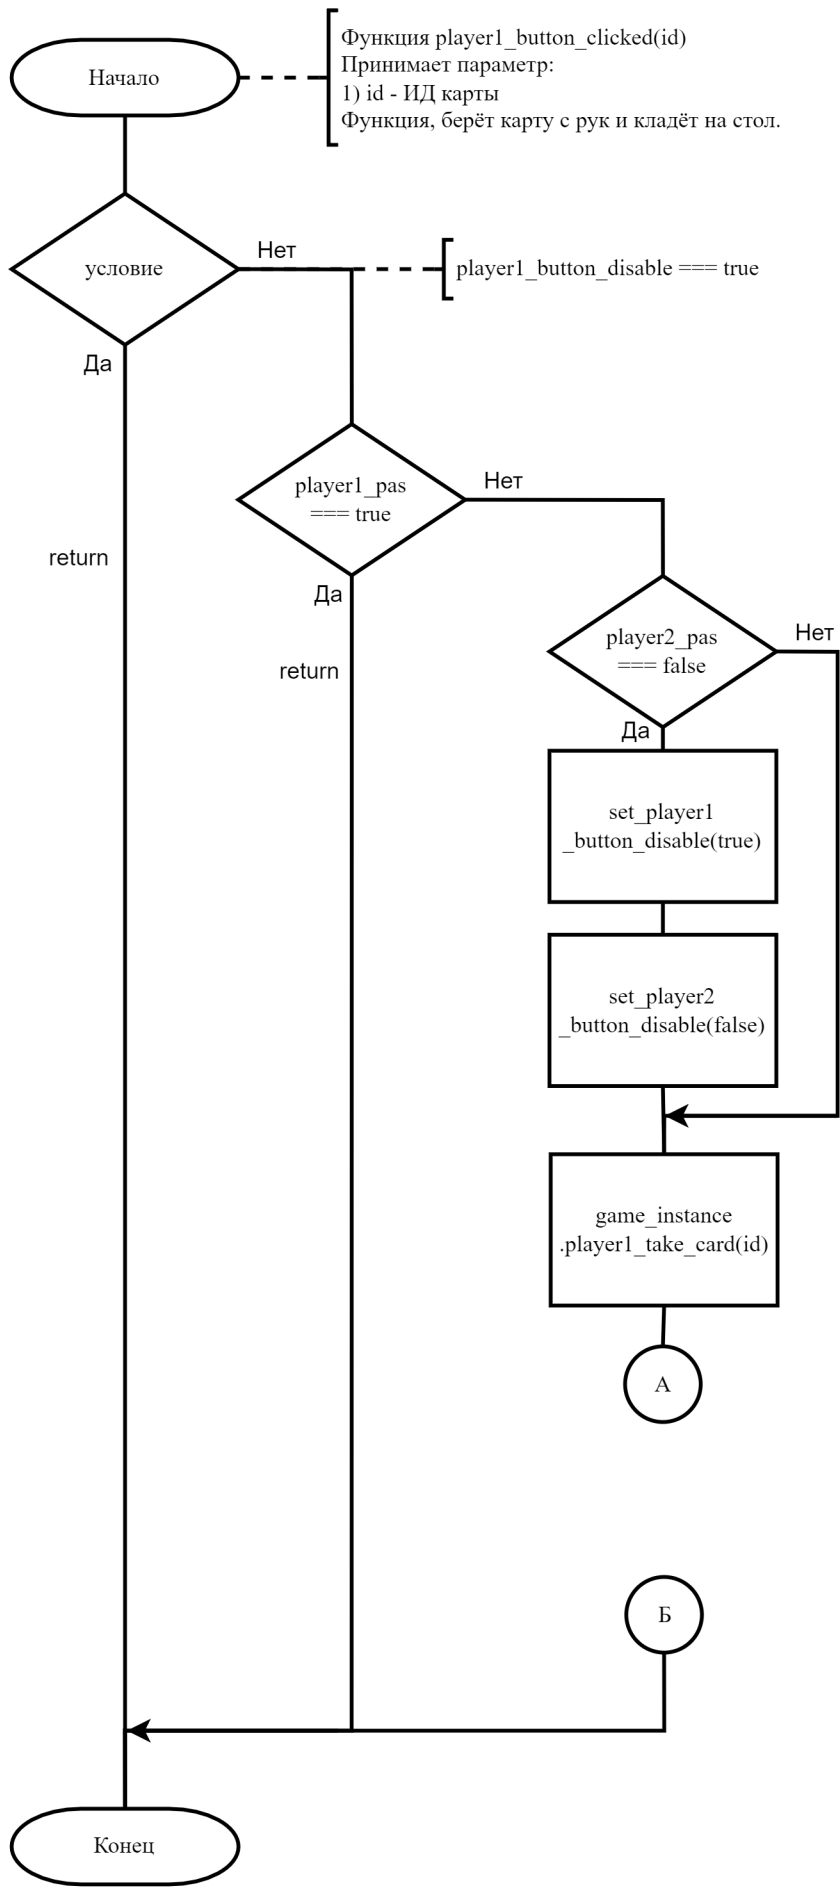 Начало
Функция player1_button_clicked(id)
Принимает параметр:
1) id - ИД карты
Функция, берёт карту с рук и кладёт на стол.
условие
Нет
player1_button_disable === true
Да
return
player1_pas
=== true
Нет
Да
return
player2_pas
=== false
Нет
Да
set_player1
_button_disable(true)
set_player2
_button_disable(false)
game_instance
.player1_take_card(id)
А
Б
Конец